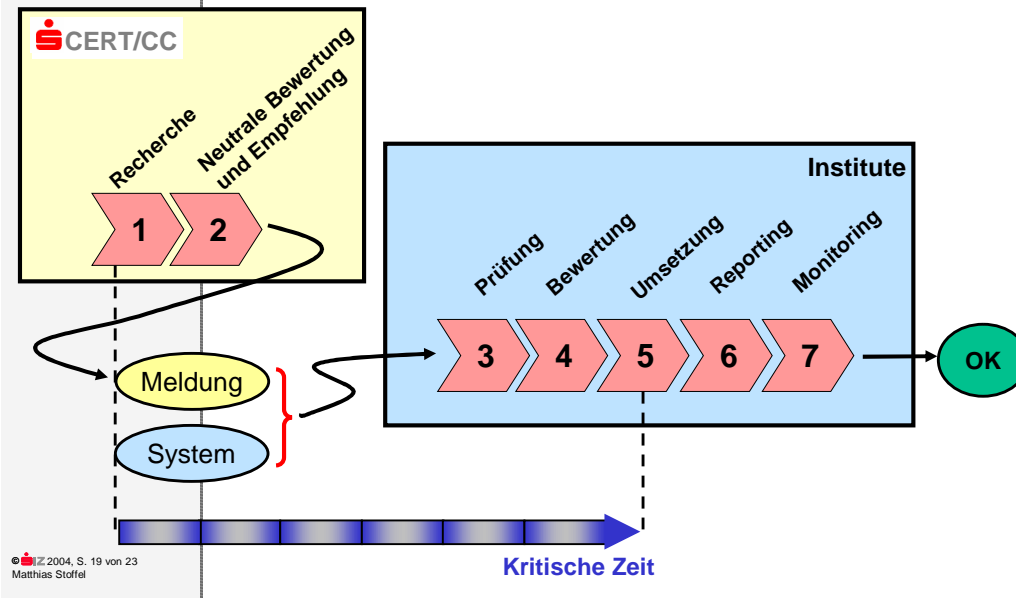 CERT/CC
Recherche
Neutrale Bewertung
und Empfehlung
1
2
Institute
Prüfung
Bewertung
Umsetzung
Reporting
Monitoring
3
4
5
6
7
OK
Meldung
System
Kritische Zeit
© SIZ 2004, S. 19 von 23
Matthias Stoffel